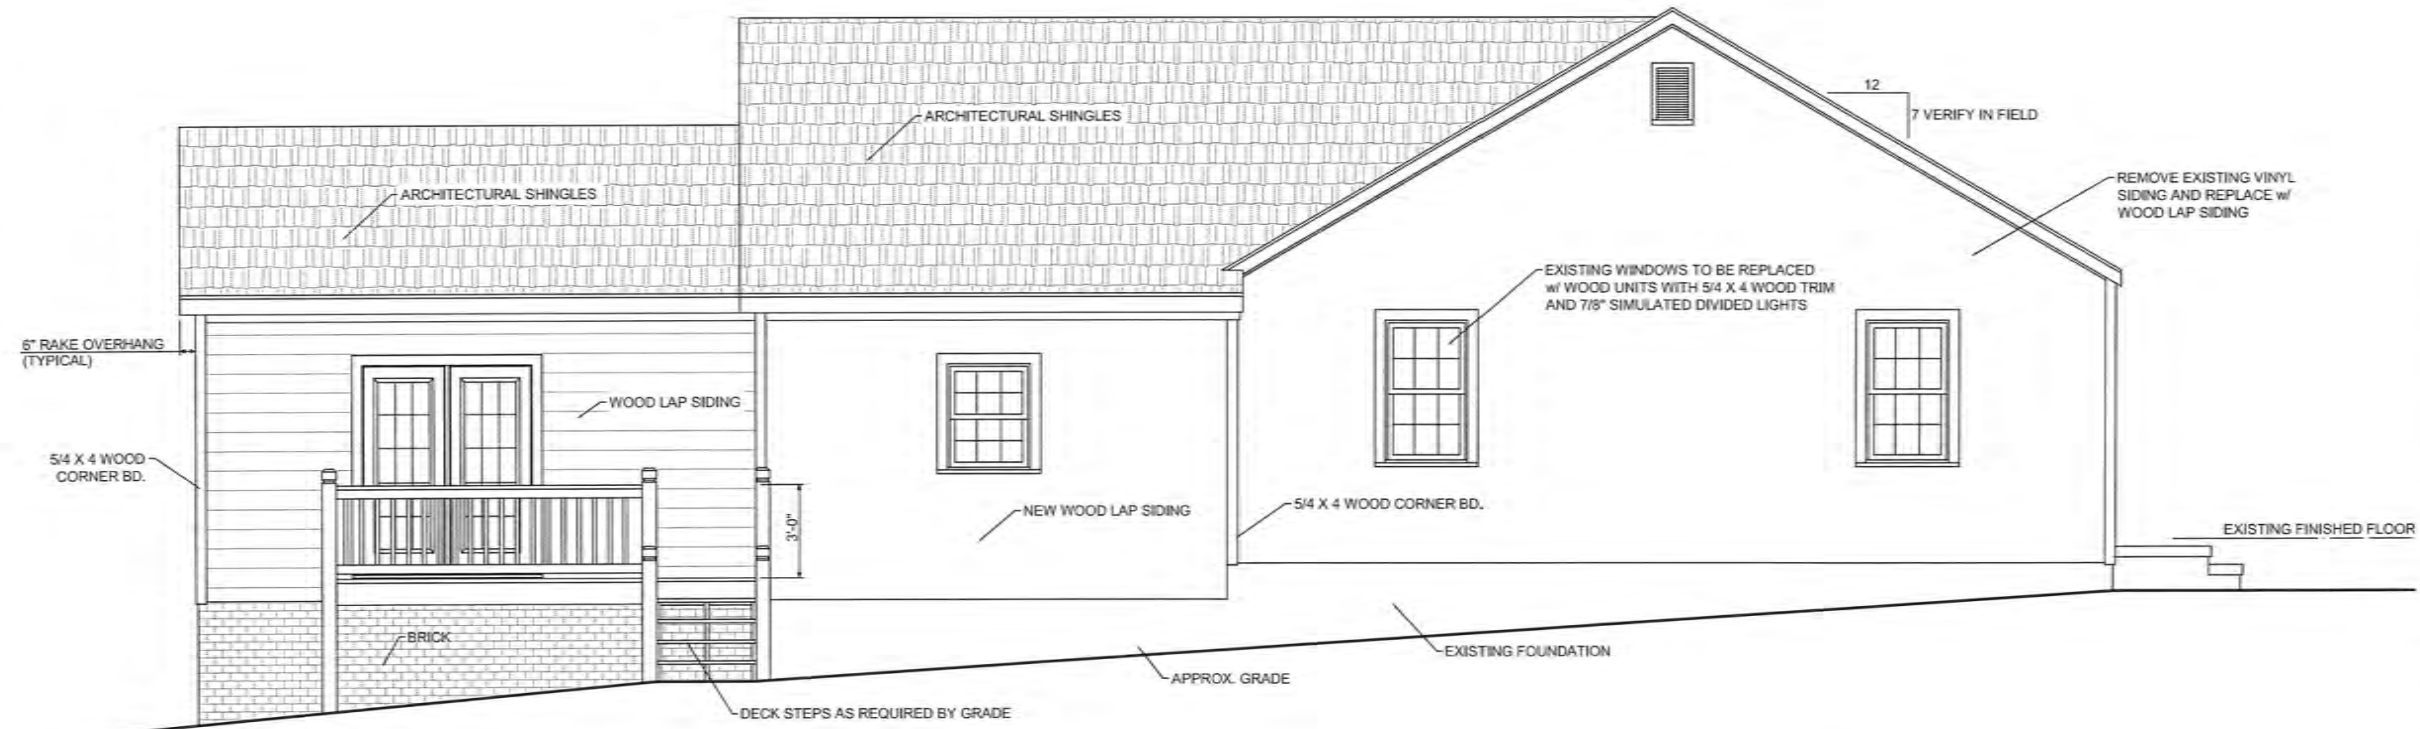 12
7 VERIFY IN FIELD
ARCHITECTURAL SHINGLES
REMOVE EXISTING VINYL
SIDING AND REPLACE w/
WOOD LAP SIDING
ARCHITECTURAL SHINGLES
EXISTING WINDOWS TO BE REPLACED
w/ WOOD UNITS WITH 5/4 X 4 WOOD TRIM
AND 7/8" SIMULATED DIVIDED LIGHTS
6" RAKE OVERHANG
(TYPICAL)
WOOD LAP SIDING
5/4 X 4 WOOD
CORNER BD.
5/4 X 4 WOOD CORNER BD.
NEW WOOD LAP SIDING
3'-0"
EXISTING FINISHED FLOOR
BRICK
EXISTING FOUNDATION
APPROX. GRADE
DECK STEPS AS REQUIRED BY GRADE